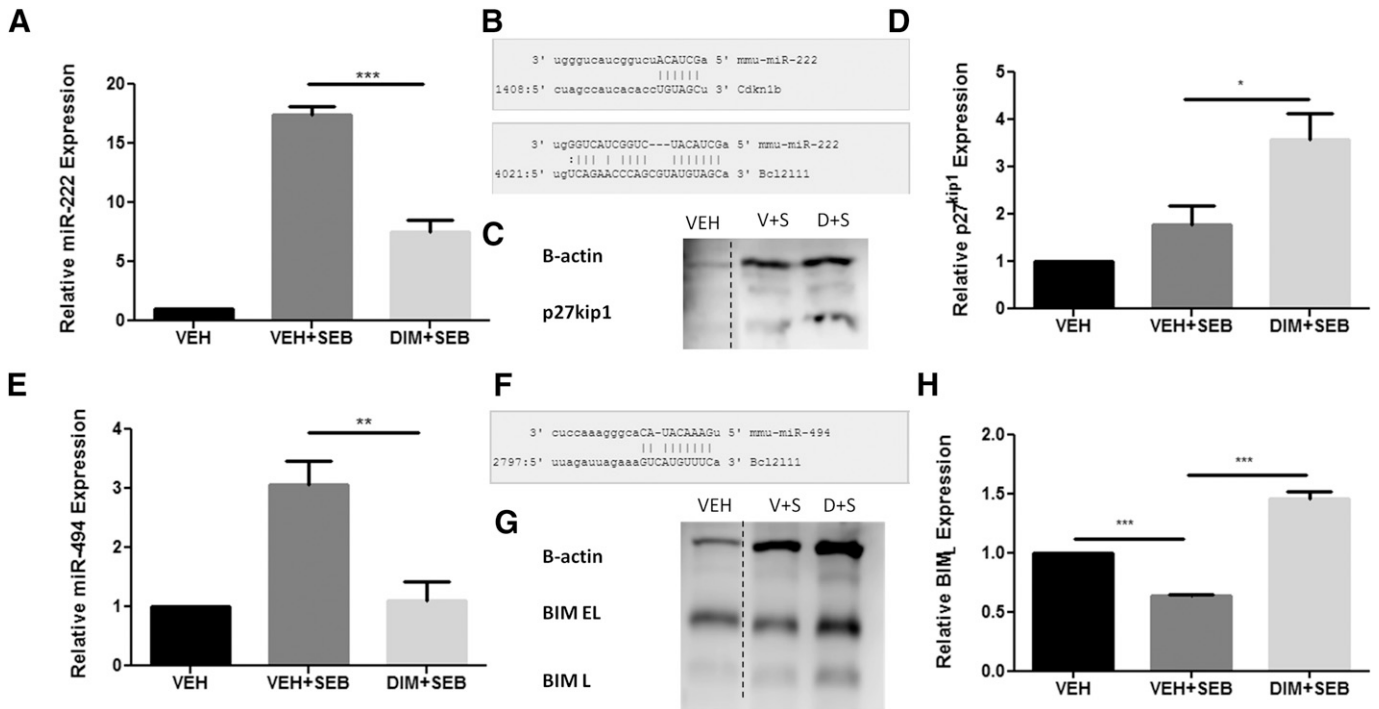 A
Relative miR-222 Expression
20
15
10
5
0
***
VEH
VEH+SEB
DIM+SEB
B
3' ugggucaucggucuACAUCGa 5' mmu-miR-222
||||||
1408:5' cuagccaucacaccUGUAGCu 3' Cdkn1b
3' ugGGUCAUCGGUC---UACAUCGa 5' mmu-miR-222
:||| | |||| |||||||
4021:5' ugUCAGAACCCAGCGUAUGUAGCa 3' Bcl2l11
C
VEH V+S D+S
B-actin
p27kip1
D
Relative p27kip1 Expression
5
4
3
2
1
0
*
VEH
VEH+SEB
DIM+SEB
E
Relative miR-494 Expression
4
3
2
1
0
**
VEH
VEH+SEB
DIM+SEB
F
3' cuccaaagggcaCA-UACAAAGu 5' mmu-miR-494
|| |||||||
2797:5' uuagauuagaaaGUCAUGUUUCa 3' Bcl2l11
G
VEH V+S D+S
B-actin
BIM EL
BIM L
H
Relative BIML Expression
2.0
1.5
1.0
0.5
0.0
***
***
VEH
VEH+SEB
DIM+SEB